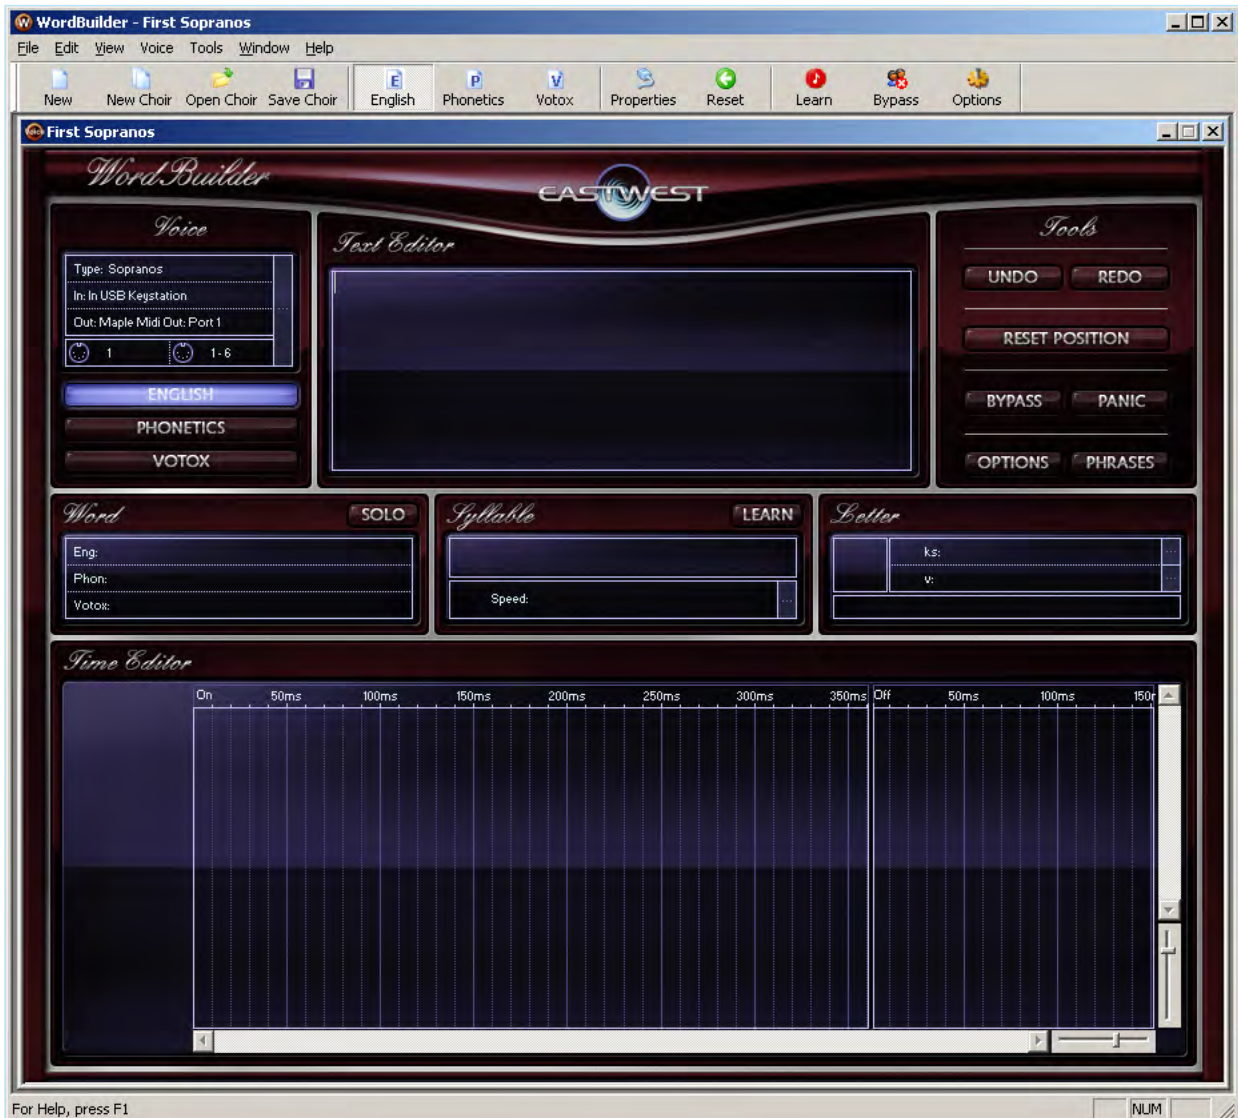 WordBuilder - First Sopranos
File Edit View Voice Tools Window Help
New New Choir Open Choir Save Choir English Phonetics Votox Properties Reset Learn Bypass Options
First Sopranos
WordBuilder
EASTWEST
Voice
Type: Sopranos
In: In USB Keystation
Out: Maple Midi Out: Port 1
1 1-6
ENGLISH
PHONETICS
VOTOX
Text Editor
Tools
UNDO REDO
RESET POSITION
BYPASS PANIC
OPTIONS PHRASES
Word SOLO
Eng:
Phon:
Votox:
Syllable LEARN
Speed:
Letter
ks:
v:
Time Editor
On 50ms 100ms 150ms 200ms 250ms 300ms 350ms Off 50ms 100ms 150r
For Help, press F1 NUM